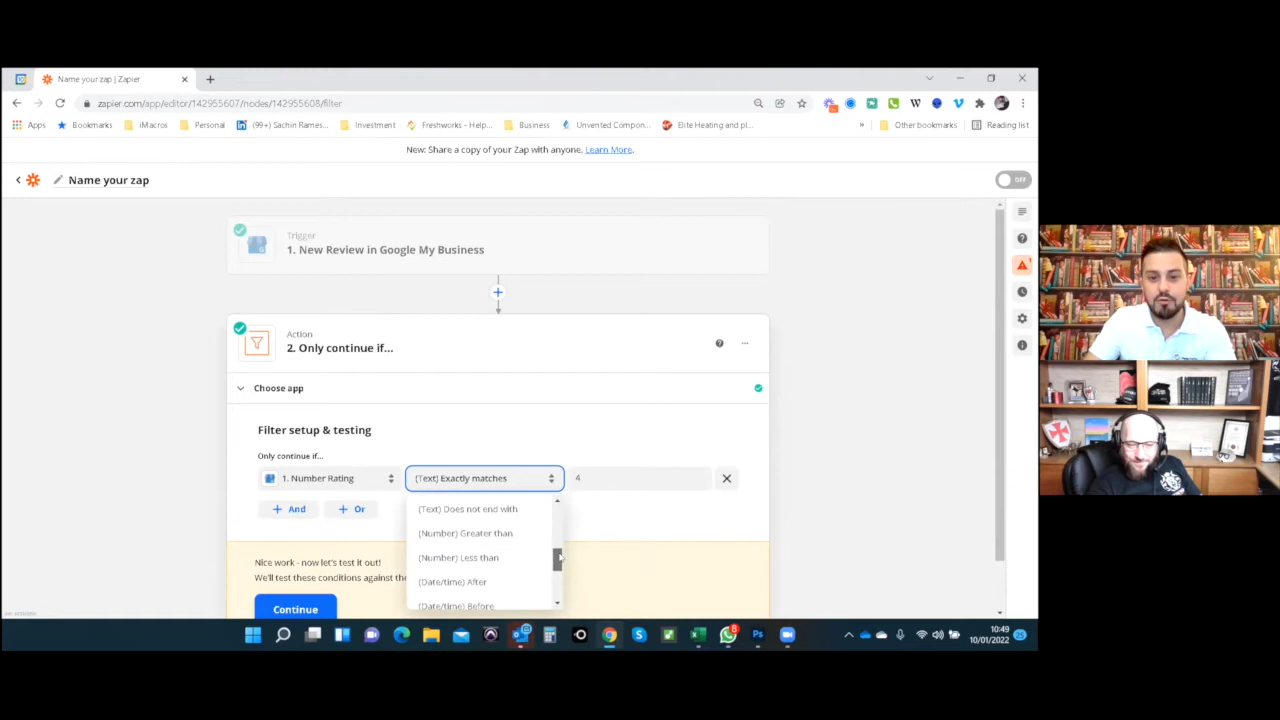 Name your zap | Zapier
zapier.com/app/editor/142955607/nodes/142955608/filter
Apps
Bookmarks
iMacros
Personal
(99+) Sachin Rames...
Investment
Freshworks - Help...
Business
Unvented Compon...
Elite Heating and pl...
»
Other bookmarks
Reading list
New: Share a copy of your Zap with anyone. Learn More.
Name your zap
OFF
Trigger
1. New Review in Google My Business
Action
2. Only continue if...
Choose app
Filter setup & testing
Only continue if...
1. Number Rating
(Text) Exactly matches
4
+ And
+ Or
(Text) Does not end with
(Number) Greater than
(Number) Less than
(Date/time) After
(Date/time) Before
Nice work - now let's test it out!
We'll test these conditions against the
Continue
8
10:49
10/01/2022
25